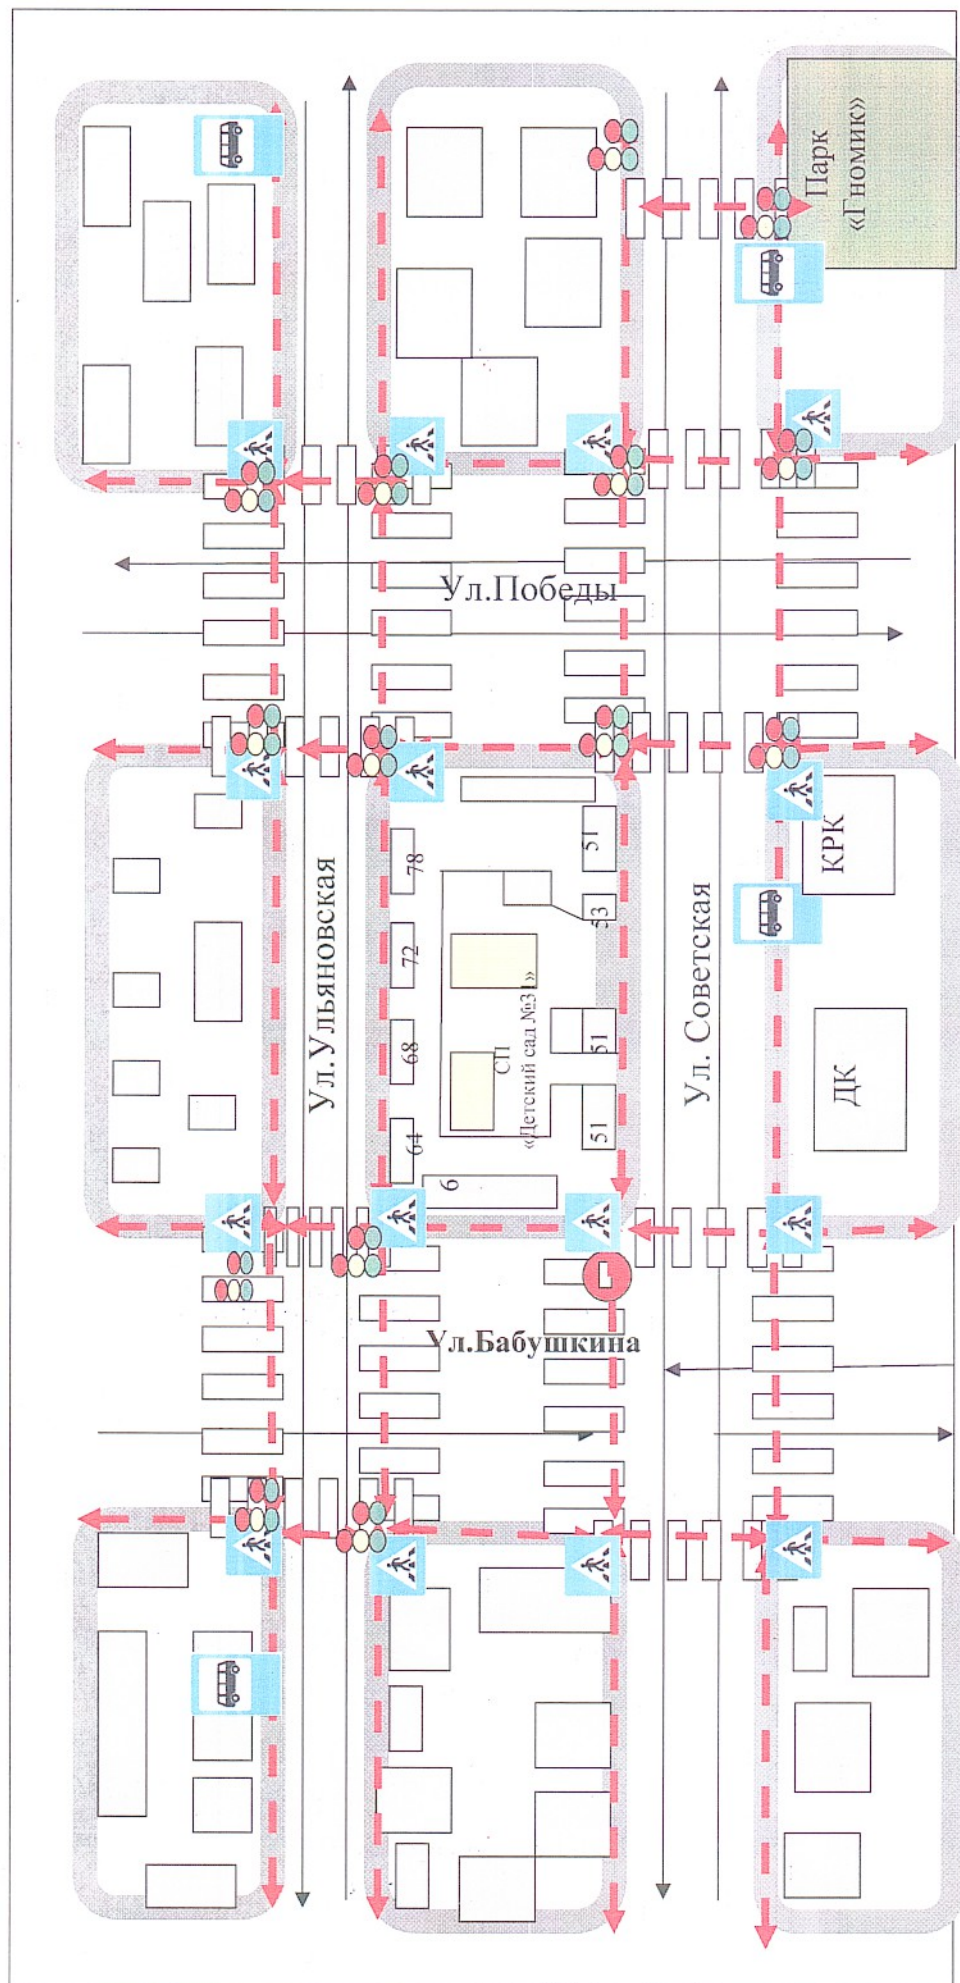 Парк
«Гномик»
Ул.Победы
Ул.Ульяновская
78
72
68
64
6
СП
«Детский сад №31»
51
53
51
51
Ул. Советская
КРК
ДК
Ул.Бабушкина